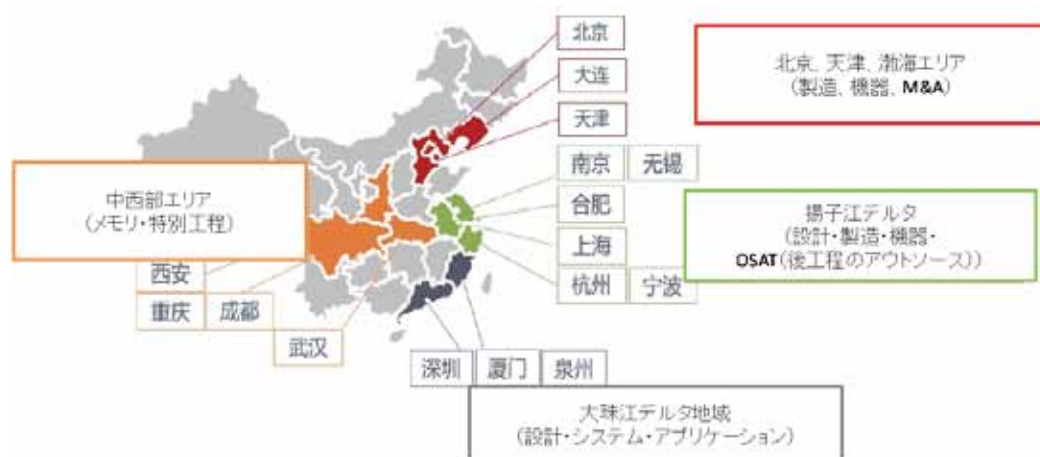 北京
大连
天津
北京、天津、渤海エリア
（製造、機器、M&A）
南京 无锡
合肥
上海
杭州 宁波
揚子江デルタ
（設計・製造・機器・
OSAT（後工程のアウトソース））
中西部エリア
（メモリ・特別工程）
西安
重庆 成都
武汉
深圳 厦门 泉州
大珠江デルタ地域
（設計・システム・アプリケーション）